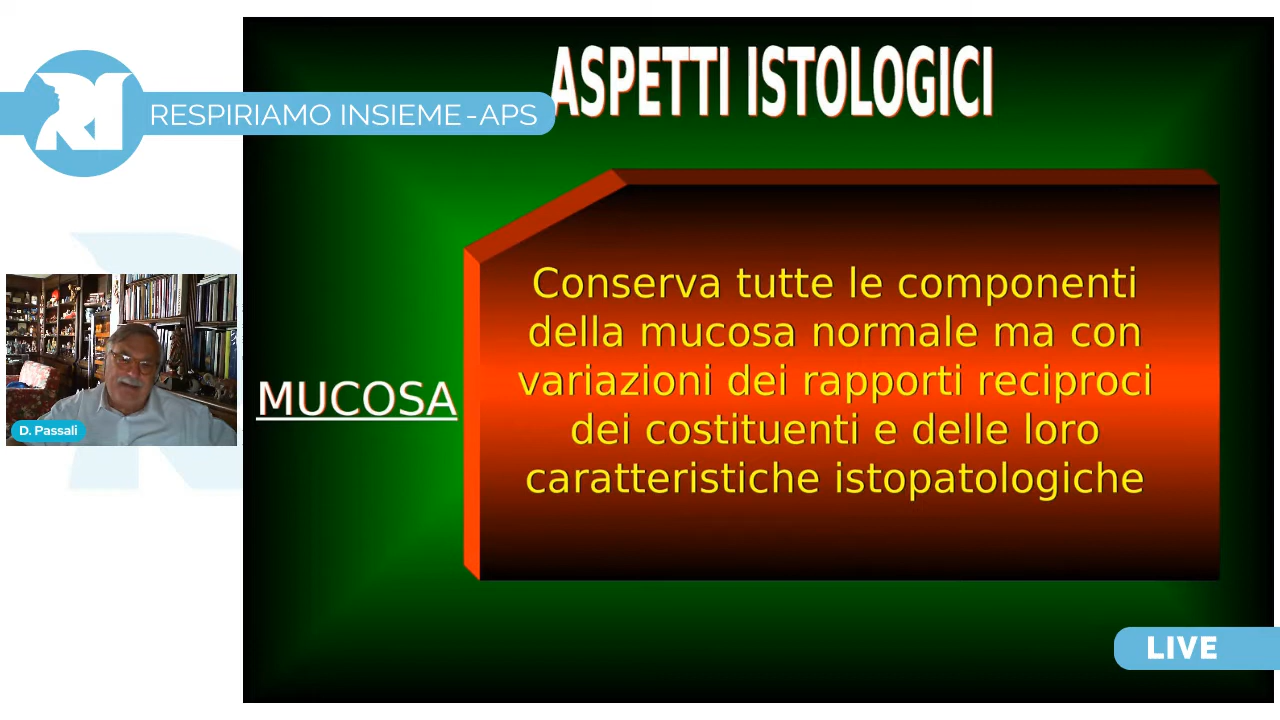 ASPETTI ISTOLOGICI
RESPIRIAMO INSIEME-APS
Conserva tutte le componenti
della mucosa normale ma con
variazioni dei rapporti reciproci
dei costituenti e delle loro
caratteristiche istopatologiche
MUCOSA
D. Passali
LIVE